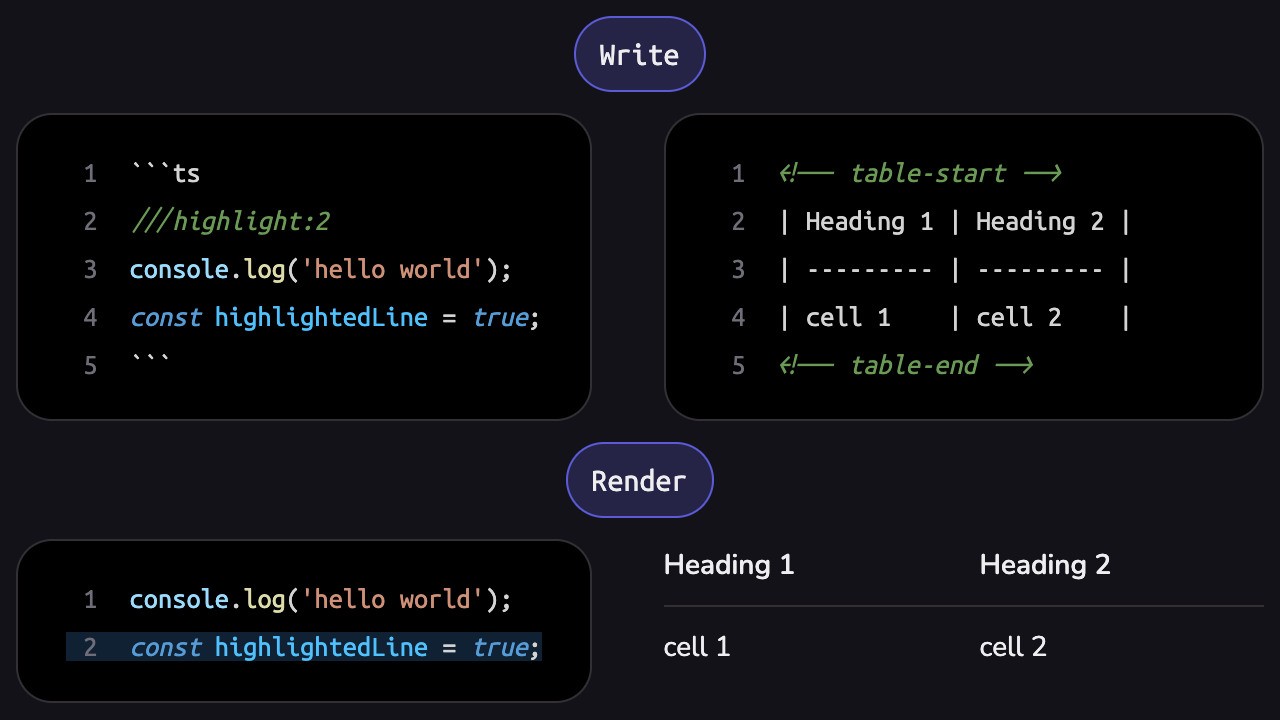 Write
1 ```ts
2 ///highlight:2
3 console.log('hello world');
4 const highlightedLine = true;
5 ```
1 <!-- table-start -->
2 | Heading 1 | Heading 2 |
3 | --------- | --------- |
4 | cell 1    | cell 2    |
5 <!-- table-end -->
Render
1 console.log('hello world');
2 const highlightedLine = true;
Heading 1 Heading 2
cell 1 cell 2